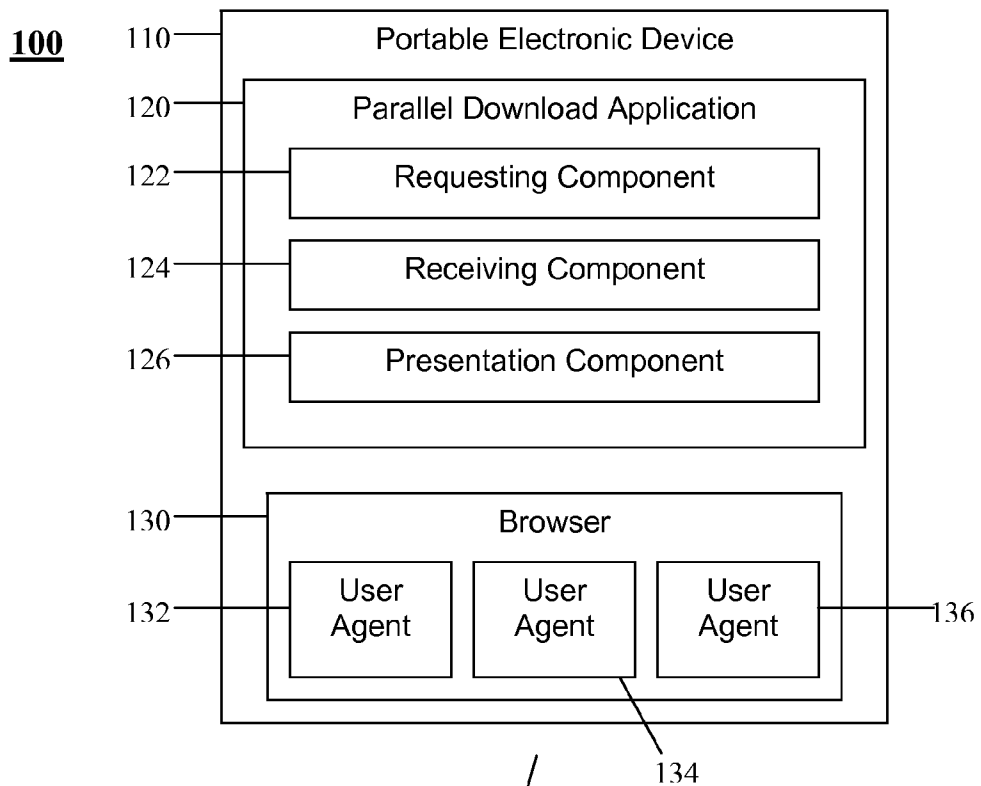 100
110
Portable Electronic Device
120
Parallel Download Application
122
Requesting Component
124
Receiving Component
126
Presentation Component
130
Browser
132
User
Agent
User
Agent
User
Agent
136
134